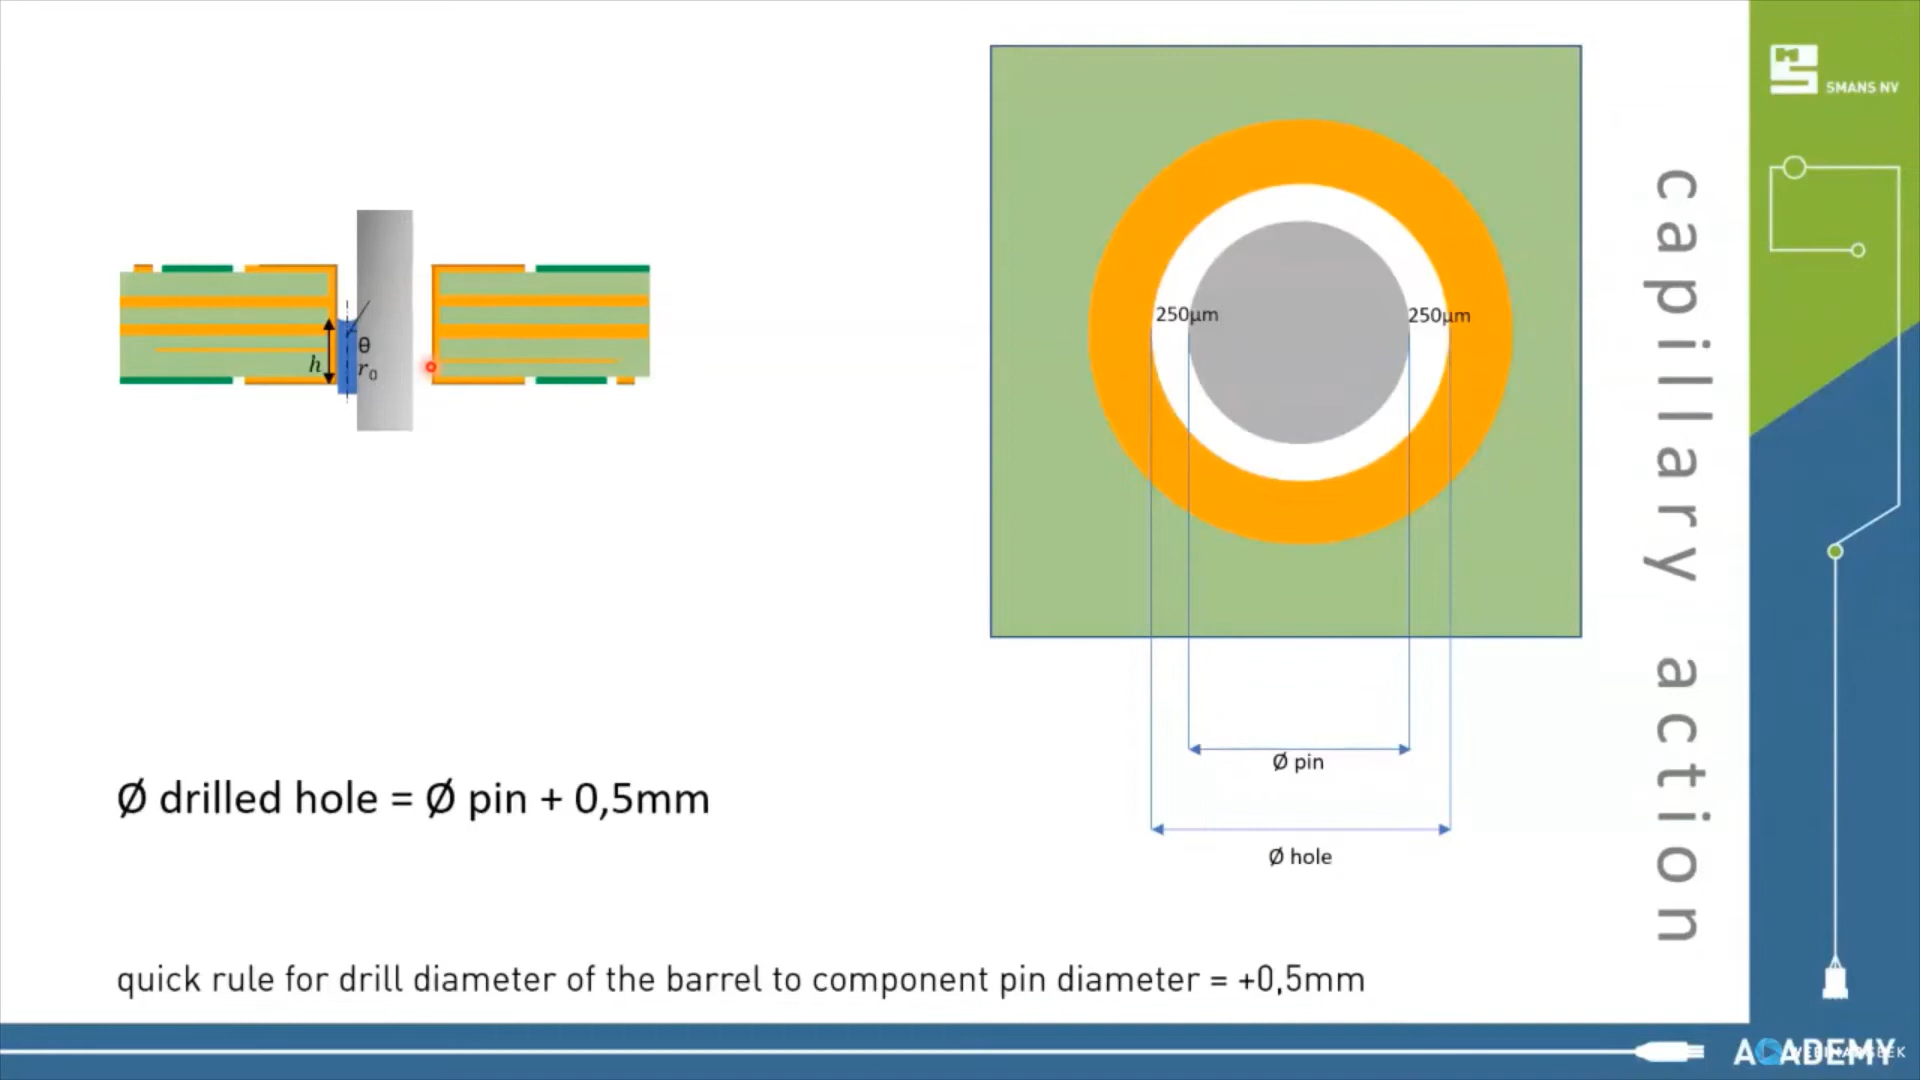 SMANS NV
capillary action
250µm
250µm
θ
h
r₀
Ø pin
Ø drilled hole = Ø pin + 0,5mm
Ø hole
quick rule for drill diameter of the barrel to component pin diameter = +0,5mm
ACADEMY